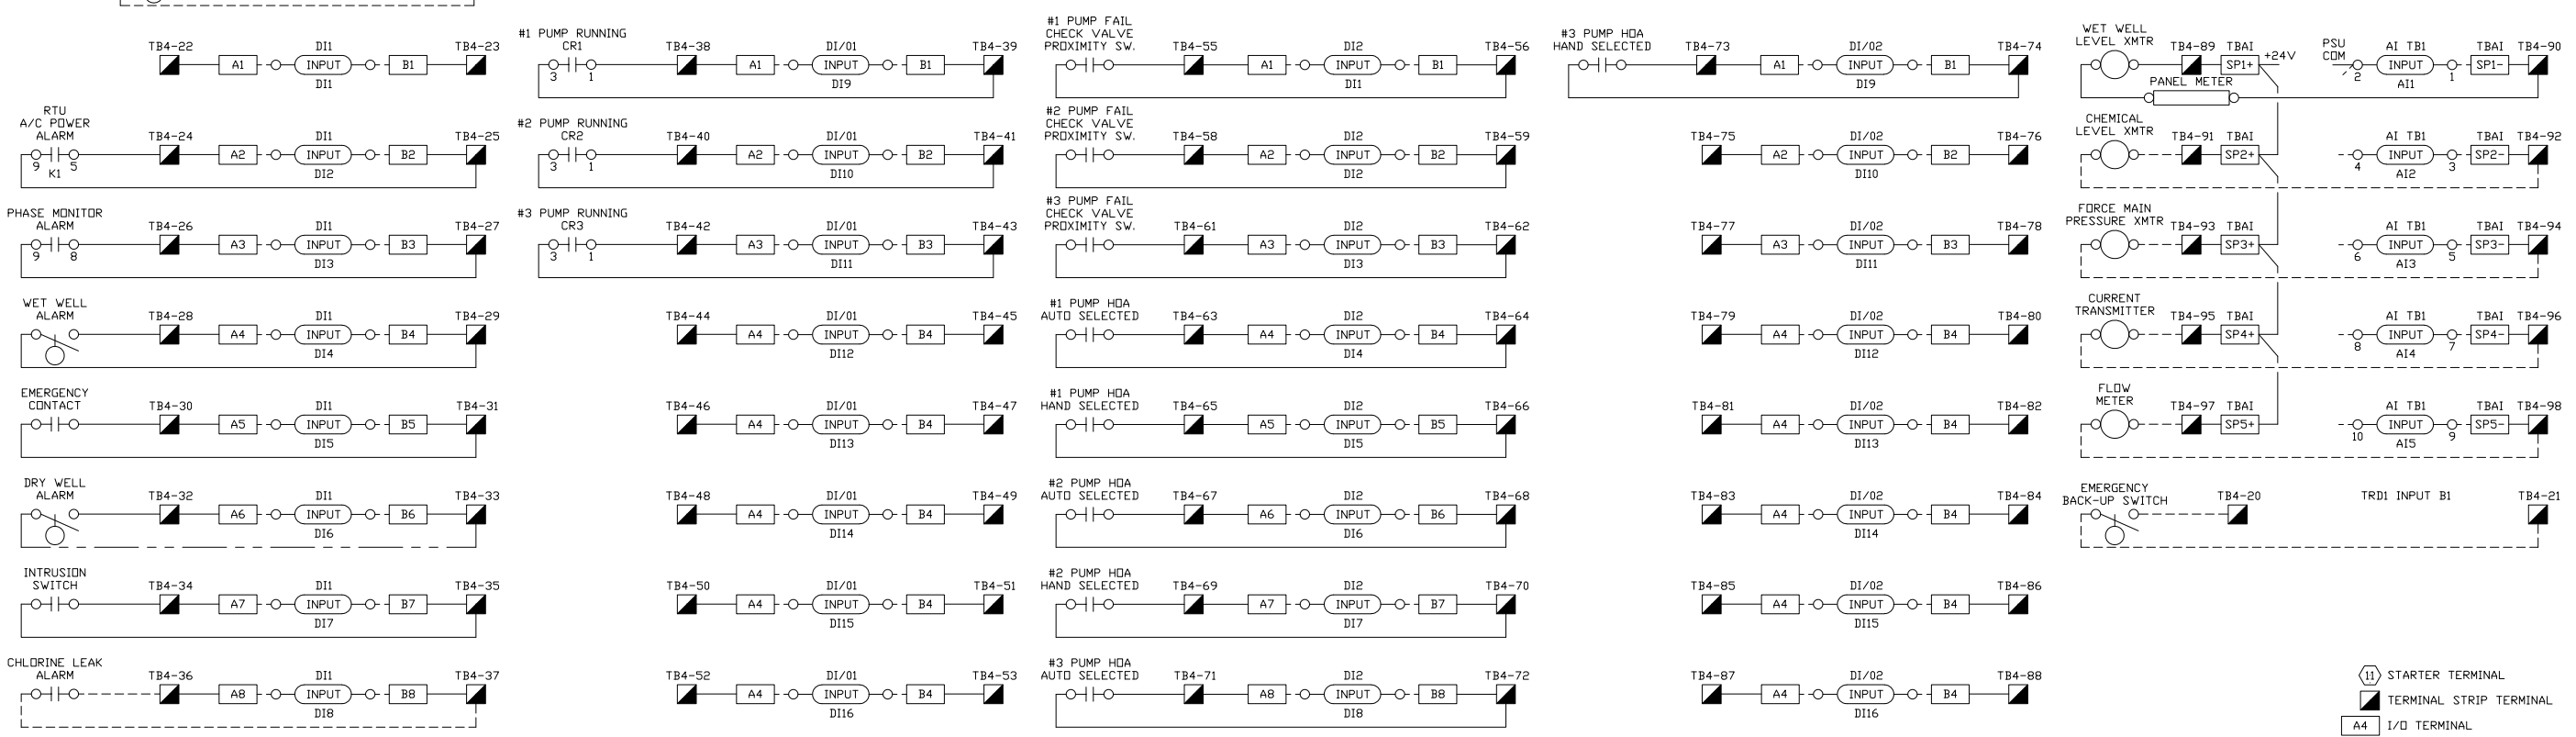 TB4-22 DI1 TB4-23
A1 INPUT B1
DI1
RTU
A/C POWER
ALARM TB4-24 DI1 TB4-25
A2 INPUT B2
9 5
K1 DI2
PHASE MONITOR
ALARM TB4-26 DI1 TB4-27
A3 INPUT B3
9 8
DI3
WET WELL
ALARM TB4-28 DI1 TB4-29
A4 INPUT B4
DI4
EMERGENCY
CONTACT TB4-30 DI1 TB4-31
A5 INPUT B5
DI5
DRY WELL
ALARM TB4-32 DI1 TB4-33
A6 INPUT B6
DI6
INTRUSION
SWITCH TB4-34 DI1 TB4-35
A7 INPUT B7
DI7
CHLORINE LEAK
ALARM TB4-36 DI1 TB4-37
A8 INPUT B8
DI8
#1 PUMP RUNNING
CR1 TB4-38 DI/01 TB4-39
A1 INPUT B1
3 1 DI9
#2 PUMP RUNNING
CR2 TB4-40 DI/01 TB4-41
A2 INPUT B2
3 1 DI10
#3 PUMP RUNNING
CR3 TB4-42 DI/01 TB4-43
A3 INPUT B3
3 1 DI11
TB4-44 DI/01 TB4-45
A4 INPUT B4
DI12
TB4-46 DI/01 TB4-47
A4 INPUT B4
DI13
TB4-48 DI/01 TB4-49
A4 INPUT B4
DI14
TB4-50 DI/01 TB4-51
A4 INPUT B4
DI15
TB4-52 DI/01 TB4-53
A4 INPUT B4
DI16
#1 PUMP FAIL
CHECK VALVE
PROXIMITY SW. TB4-55 DI2 TB4-56
A1 INPUT B1
DI1
#2 PUMP FAIL
CHECK VALVE
PROXIMITY SW. TB4-58 DI2 TB4-59
A2 INPUT B2
DI2
#3 PUMP FAIL
CHECK VALVE
PROXIMITY SW. TB4-61 DI2 TB4-62
A3 INPUT B3
DI3
#1 PUMP HOA
AUTO SELECTED TB4-63 DI2 TB4-64
A4 INPUT B4
DI4
#1 PUMP HOA
HAND SELECTED TB4-65 DI2 TB4-66
A5 INPUT B5
DI5
#2 PUMP HOA
AUTO SELECTED TB4-67 DI2 TB4-68
A6 INPUT B6
DI6
#2 PUMP HOA
HAND SELECTED TB4-69 DI2 TB4-70
A7 INPUT B7
DI7
#3 PUMP HOA
AUTO SELECTED TB4-71 DI2 TB4-72
A8 INPUT B8
DI8
#3 PUMP HOA
HAND SELECTED TB4-73 DI/02 TB4-74
A1 INPUT B1
DI9
TB4-75 DI/02 TB4-76
A2 INPUT B2
DI10
TB4-77 DI/02 TB4-78
A3 INPUT B3
DI11
TB4-79 DI/02 TB4-80
A4 INPUT B4
DI12
TB4-81 DI/02 TB4-82
A4 INPUT B4
DI13
TB4-83 DI/02 TB4-84
A4 INPUT B4
DI14
TB4-85 DI/02 TB4-86
A4 INPUT B4
DI15
TB4-87 DI/02 TB4-88
A4 INPUT B4
DI16
WET WELL
LEVEL XMTR TB4-89 TBAI PSU AI TB1 TBAI TB4-90
+24V COM
SP1+ 2 INPUT 1 SP1-
PANEL METER AI1
CHEMICAL
LEVEL XMTR TB4-91 TBAI AI TB1 TBAI TB4-92
SP2+ 4 INPUT 3 SP2-
AI2
FORCE MAIN
PRESSURE XMTR TB4-93 TBAI AI TB1 TBAI TB4-94
SP3+ 6 INPUT 5 SP3-
AI3
CURRENT
TRANSMITTER TB4-95 TBAI AI TB1 TBAI TB4-96
SP4+ 8 INPUT 7 SP4-
AI4
FLOW
METER TB4-97 TBAI AI TB1 TBAI TB4-98
SP5+ 10 INPUT 9 SP5-
AI5
EMERGENCY
BACK-UP SWITCH TB4-20 TRD1 INPUT B1 TB4-21
11 STARTER TERMINAL
TERMINAL STRIP TERMINAL
A4 I/O TERMINAL